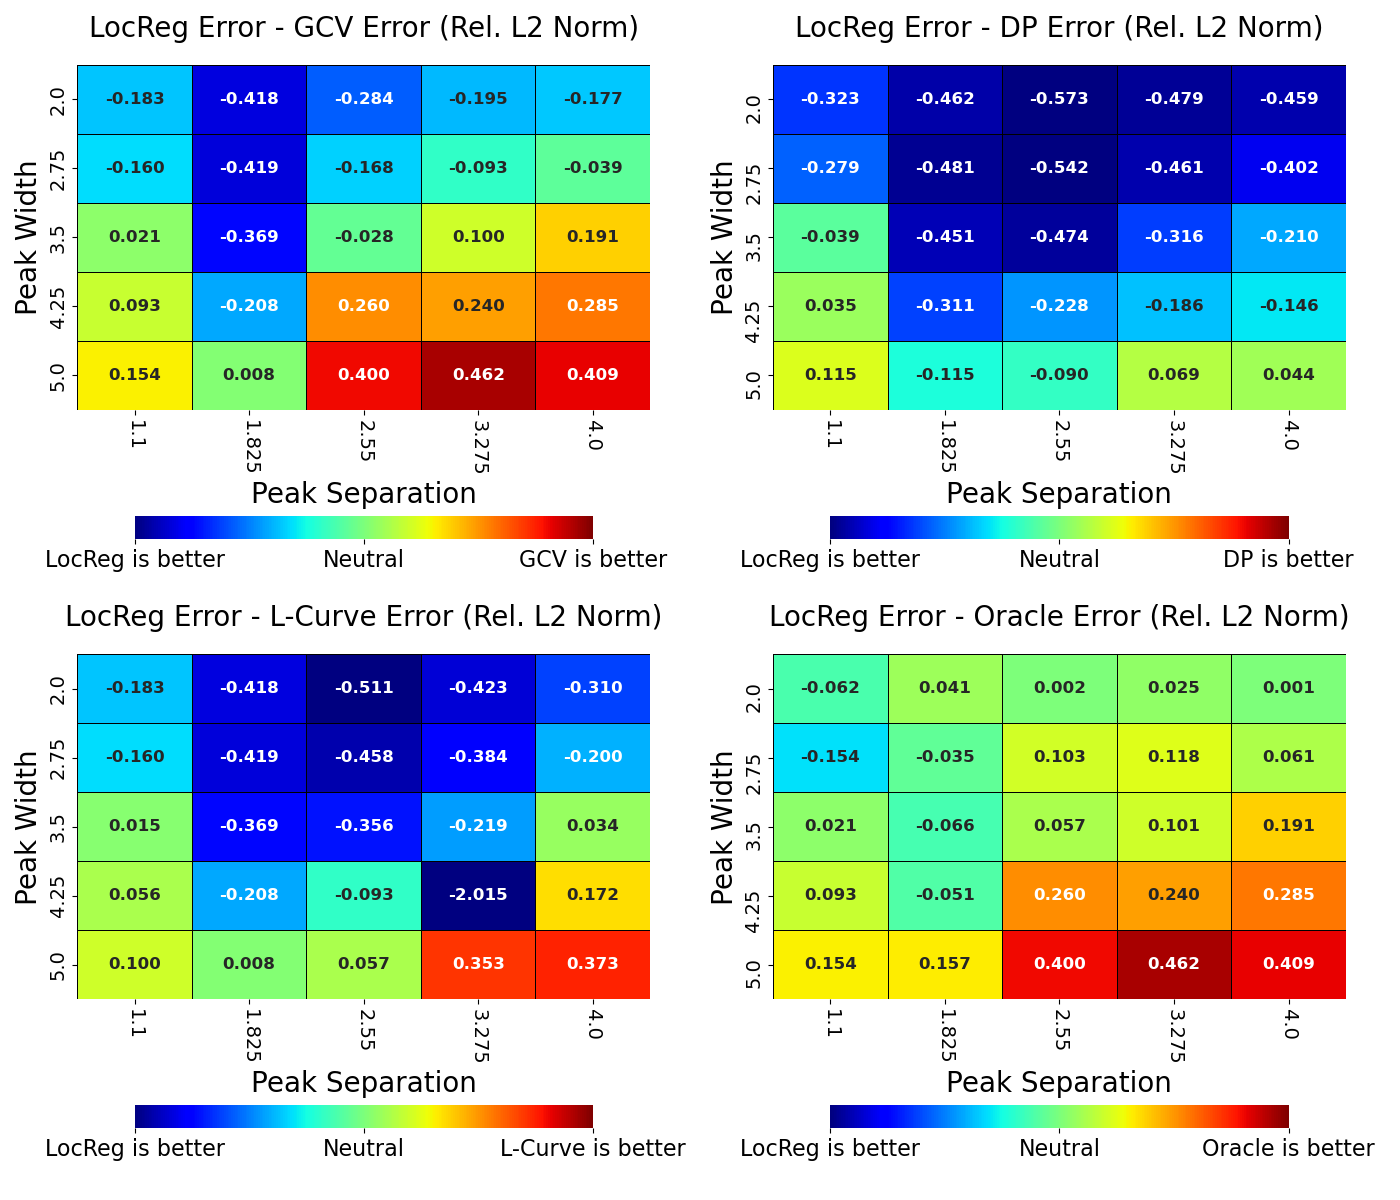 LocReg Error - GCV Error (Rel. L2 Norm)
Peak Width
2.0 -0.183 -0.418 -0.284 -0.195 -0.177
2.75 -0.160 -0.419 -0.168 -0.093 -0.039
3.5 0.021 -0.369 -0.028 0.100 0.191
4.25 0.093 -0.208 0.260 0.240 0.285
5.0 0.154 0.008 0.400 0.462 0.409
1.1 1.825 2.55 3.275 4.0
Peak Separation
LocReg is better Neutral GCV is better
LocReg Error - DP Error (Rel. L2 Norm)
Peak Width
2.0 -0.323 -0.462 -0.573 -0.479 -0.459
2.75 -0.279 -0.481 -0.542 -0.461 -0.402
3.5 -0.039 -0.451 -0.474 -0.316 -0.210
4.25 0.035 -0.311 -0.228 -0.186 -0.146
5.0 0.115 -0.115 -0.090 0.069 0.044
1.1 1.825 2.55 3.275 4.0
Peak Separation
LocReg is better Neutral DP is better
LocReg Error - L-Curve Error (Rel. L2 Norm)
Peak Width
2.0 -0.183 -0.418 -0.511 -0.423 -0.310
2.75 -0.160 -0.419 -0.458 -0.384 -0.200
3.5 0.015 -0.369 -0.356 -0.219 0.034
4.25 0.056 -0.208 -0.093 -2.015 0.172
5.0 0.100 0.008 0.057 0.353 0.373
1.1 1.825 2.55 3.275 4.0
Peak Separation
LocReg is better Neutral L-Curve is better
LocReg Error - Oracle Error (Rel. L2 Norm)
Peak Width
2.0 -0.062 0.041 0.002 0.025 0.001
2.75 -0.154 -0.035 0.103 0.118 0.061
3.5 0.021 -0.066 0.057 0.101 0.191
4.25 0.093 -0.051 0.260 0.240 0.285
5.0 0.154 0.157 0.400 0.462 0.409
1.1 1.825 2.55 3.275 4.0
Peak Separation
LocReg is better Neutral Oracle is better